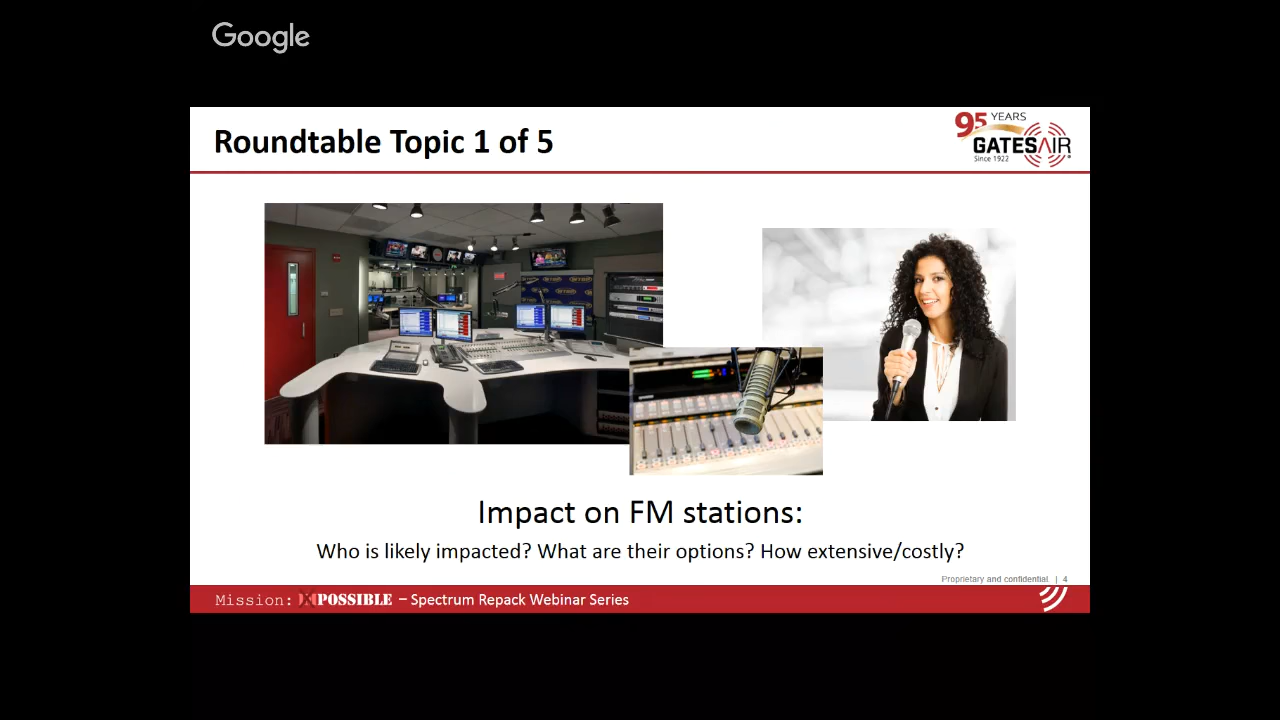 Google
Roundtable Topic 1 of 5
95 YEARS
GATESAIR
Since 1922
Impact on FM stations:
Who is likely impacted? What are their options? How extensive/costly?
Proprietary and confidential | 4
Mission: IMPOSSIBLE – Spectrum Repack Webinar Series